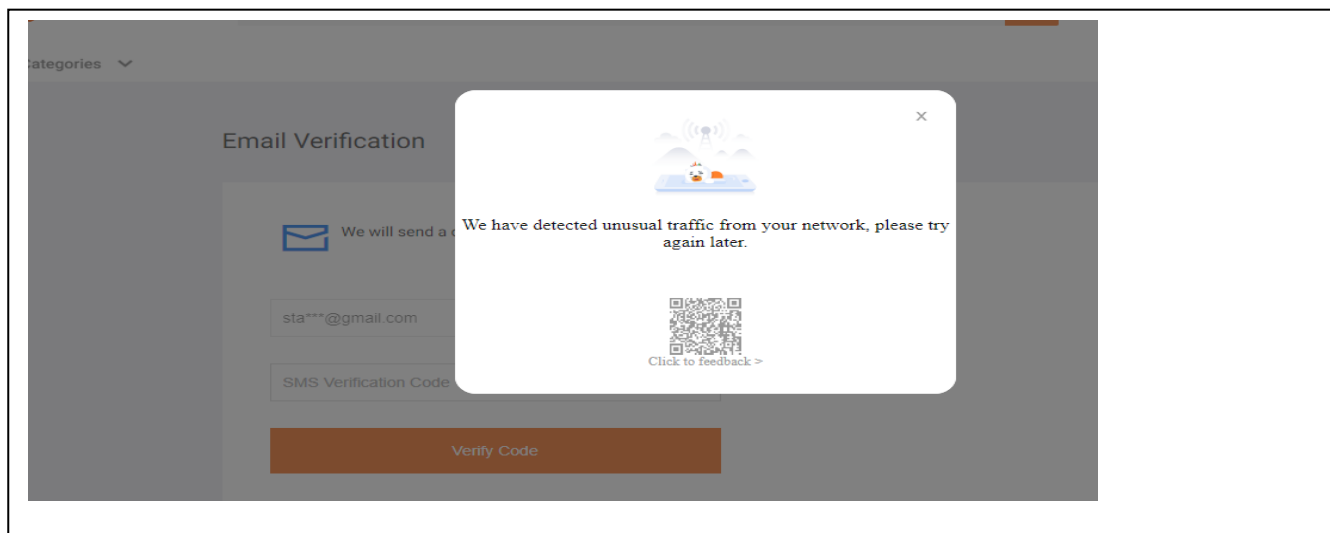 Categories
Email Verification
We will send a
We have detected unusual traffic from your network, please try
again later.
sta***@gmail.com
Click to feedback >
SMS Verification Code
Verify Code